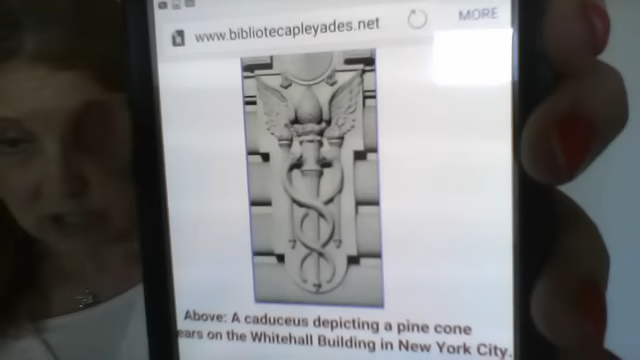 www.bibliotecapleyades.net
MORE
Above: A caduceus depicting a pine cone
ears on the Whitehall Building in New York City.